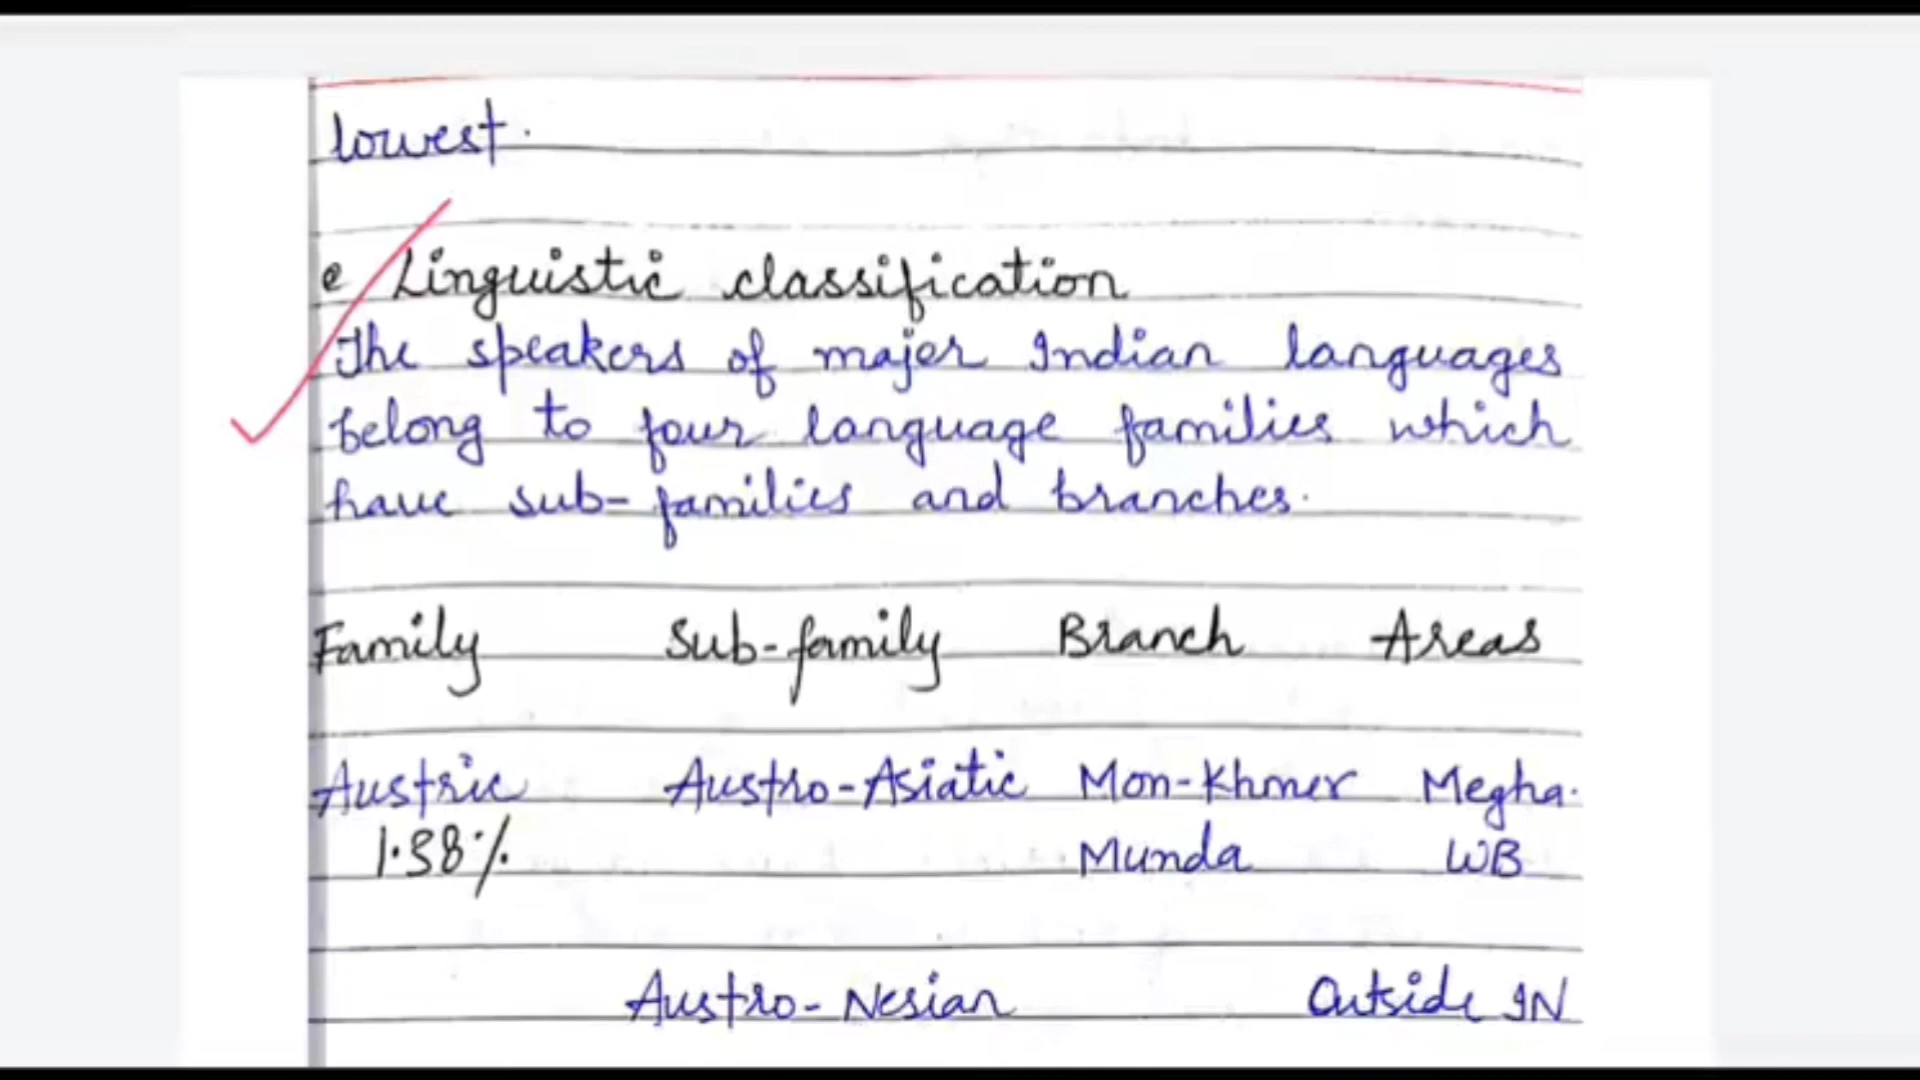 lowest.
e Linguistic classification
The speakers of major Indian languages
belong to four language families which
have sub-families and branches.
Family Sub-family Branch Areas
Austric Austro-Asiatic Mon-Khmer Megha.
1.38% Munda WB
Austro-Nesian Outside IN